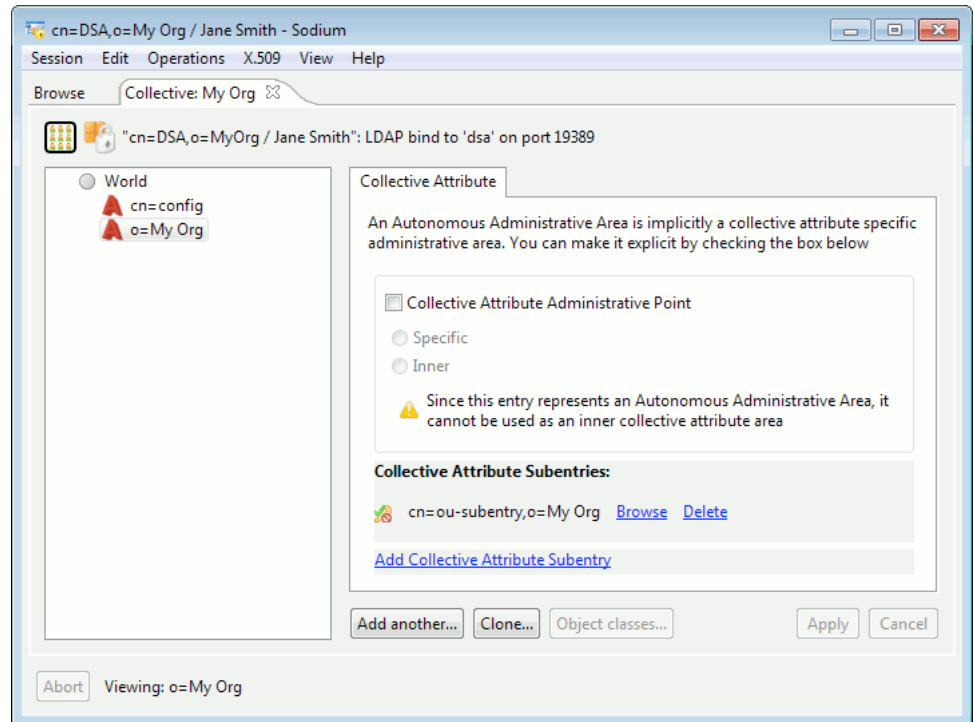 cn=DSA,o=My Org / Jane Smith - Sodium
Session Edit Operations X.509 View Help
Browse Collective: My Org
"cn=DSA,o=MyOrg / Jane Smith": LDAP bind to 'dsa' on port 19389
World
cn=config
o=My Org
Collective Attribute
An Autonomous Administrative Area is implicitly a collective attribute specific
administrative area. You can make it explicit by checking the box below
Collective Attribute Administrative Point
Specific
Inner
Since this entry represents an Autonomous Administrative Area, it
cannot be used as an inner collective attribute area
Collective Attribute Subentries:
cn=ou-subentry,o=My Org Browse Delete
Add Collective Attribute Subentry
Add another... Clone... Object classes... Apply Cancel
Abort Viewing: o=My Org